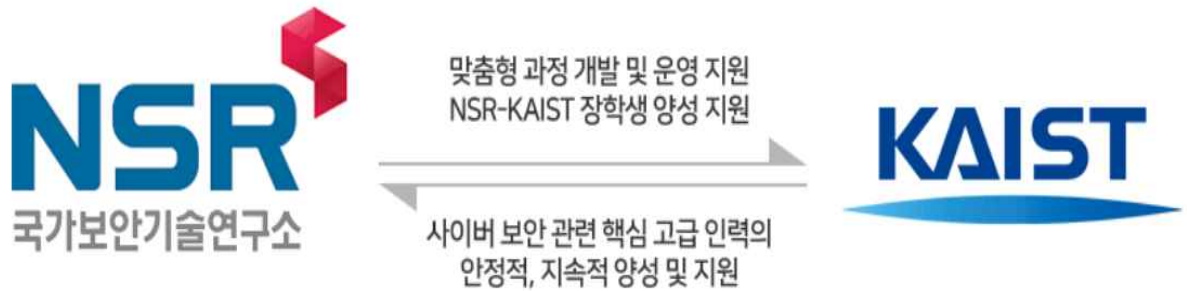 NSR
국가보안기술연구소
맞춤형 과정 개발 및 운영 지원
NSR-KAIST 장학생 양성 지원
사이버 보안 관련 핵심 고급 인력의
안정적, 지속적 양성 및 지원
KAIST